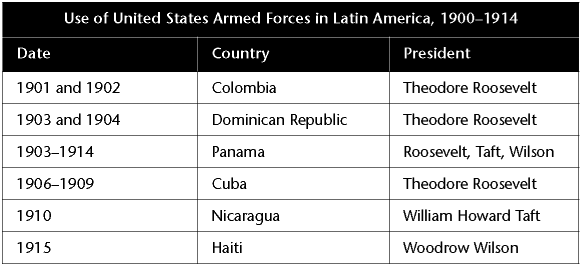 Use of United States Armed Forces in Latin America, 1900–1914
Date Country President
1901 and 1902 Colombia Theodore Roosevelt
1903 and 1904 Dominican Republic Theodore Roosevelt
1903–1914 Panama Roosevelt, Taft, Wilson
1906–1909 Cuba Theodore Roosevelt
1910 Nicaragua William Howard Taft
1915 Haiti Woodrow Wilson